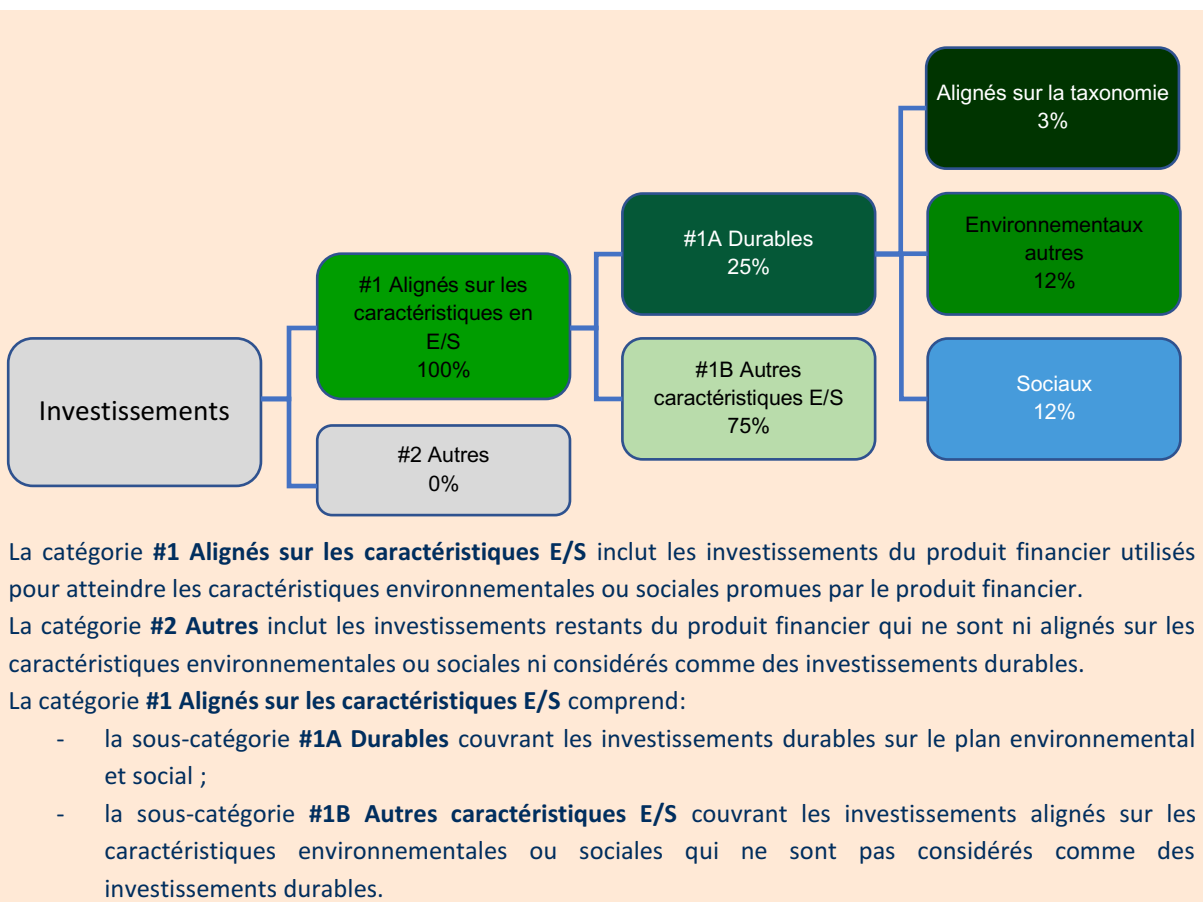 Alignés sur la taxonomie
3%
#1A Durables
25%
Environnementaux
autres
12%
#1 Alignés sur les
caractéristiques en
E/S
100%
#1B Autres
caractéristiques E/S
75%
Sociaux
12%
Investissements
#2 Autres
0%
La catégorie #1 Alignés sur les caractéristiques E/S inclut les investissements du produit financier utilisés
pour atteindre les caractéristiques environnementales ou sociales promues par le produit financier.
La catégorie #2 Autres inclut les investissements restants du produit financier qui ne sont ni alignés sur les
caractéristiques environnementales ou sociales ni considérés comme des investissements durables.
La catégorie #1 Alignés sur les caractéristiques E/S comprend:
- la sous-catégorie #1A Durables couvrant les investissements durables sur le plan environnemental
et social ;
- la sous-catégorie #1B Autres caractéristiques E/S couvrant les investissements alignés sur les
caractéristiques environnementales ou sociales qui ne sont pas considérés comme des
investissements durables.